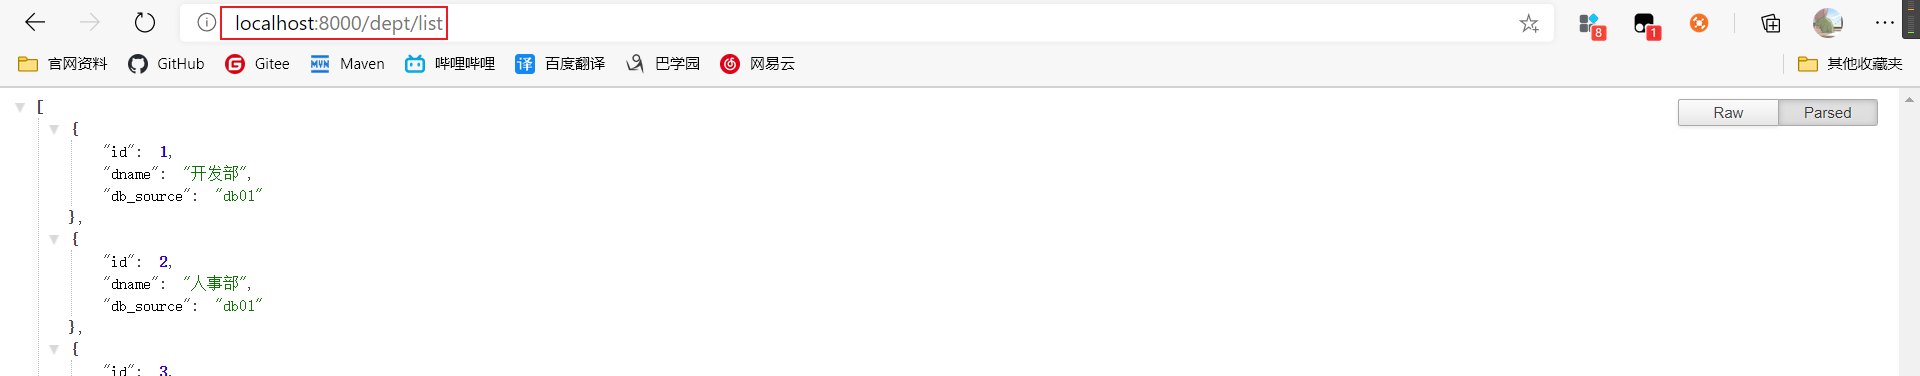 localhost:8000/dept/list
8
1
官网资料 GitHub Gitee MVN Maven 哔哩哔哩 译 百度翻译 巴学园 网易云 其他收藏夹
[
Raw Parsed
{
"id": 1,
"dname": "开发部",
"db_source": "db01"
},
{
"id": 2,
"dname": "人事部",
"db_source": "db01"
},
{
"id": 3,